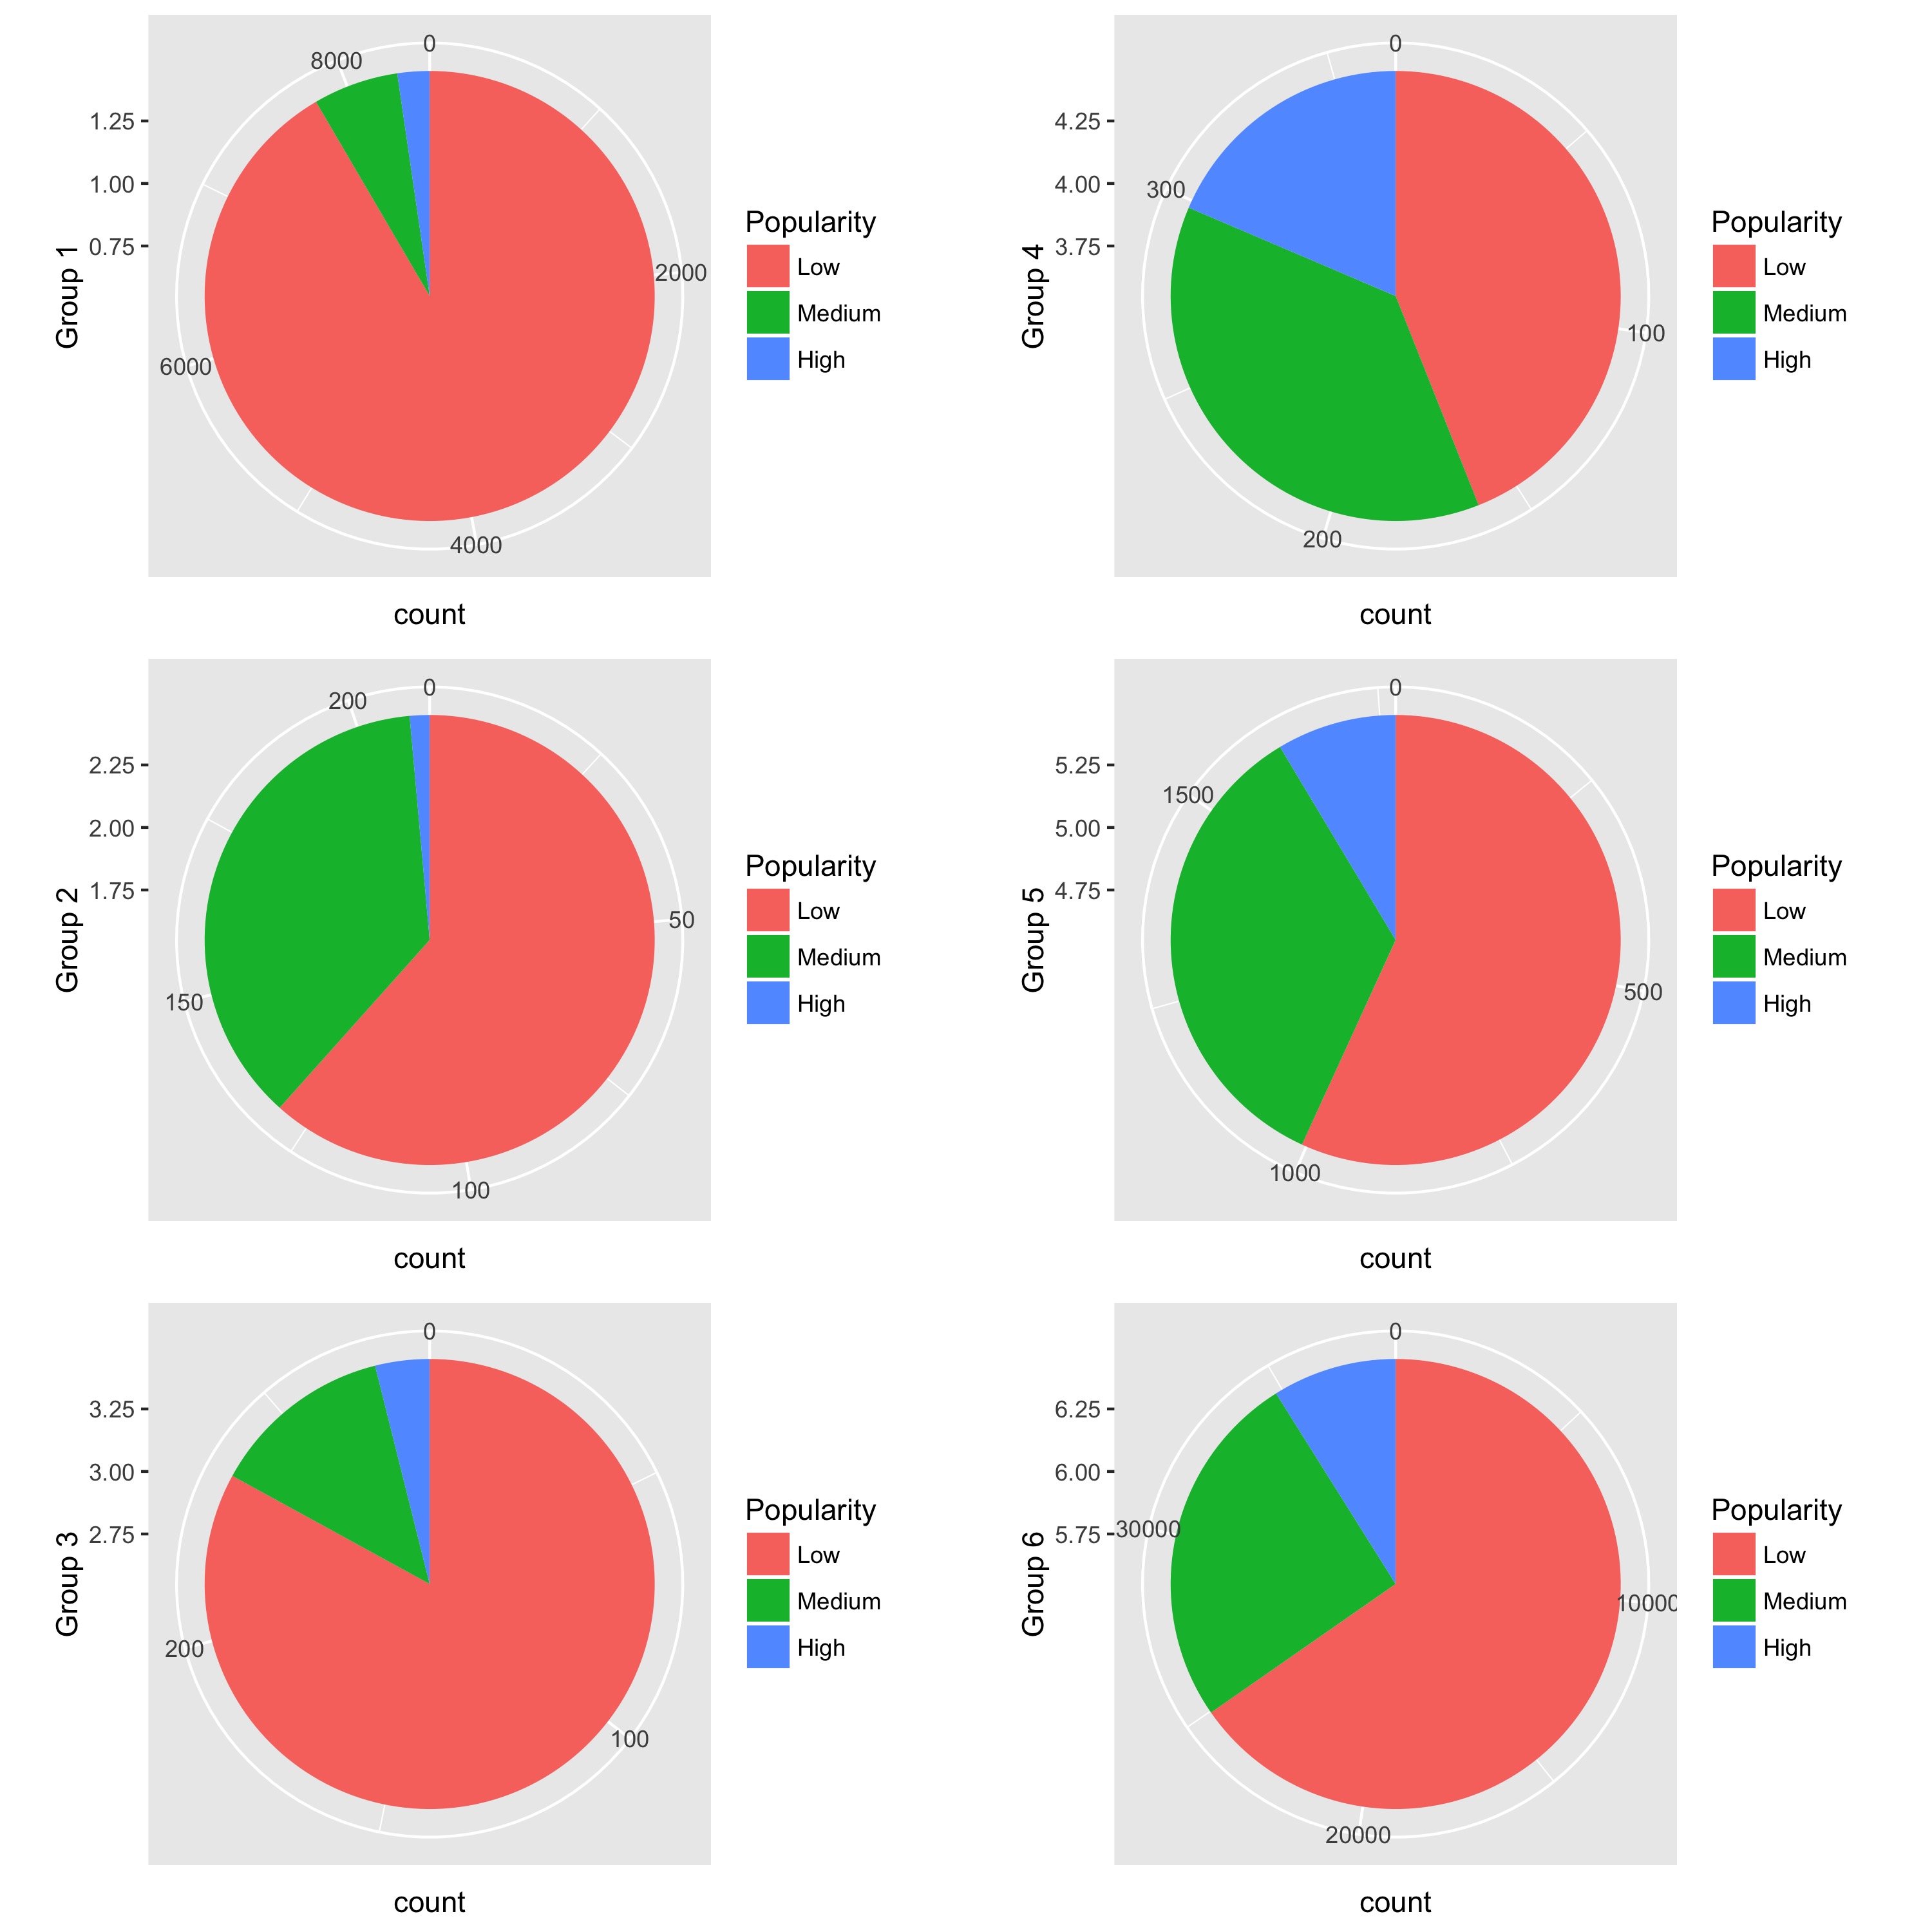 0
8000
2000
6000
4000
1.25
1.00
0.75
Group 1
count
Popularity
Low
Medium
High
0
300
100
200
4.25
4.00
3.75
Group 4
count
Popularity
Low
Medium
High
0
200
50
150
100
2.25
2.00
1.75
Group 2
count
Popularity
Low
Medium
High
0
1500
500
1000
5.25
5.00
4.75
Group 5
count
Popularity
Low
Medium
High
0
200
100
3.25
3.00
2.75
Group 3
count
Popularity
Low
Medium
High
0
30000
10000
20000
6.25
6.00
5.75
Group 6
count
Popularity
Low
Medium
High